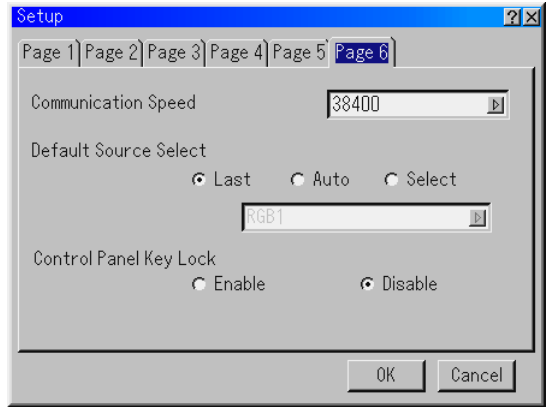 Setup
Page 1 Page 2 Page 3 Page 4 Page 5 Page 6
Communication Speed 38400
Default Source Select
Last Auto Select
RGB1
Control Panel Key Lock
Enable Disable
OK Cancel